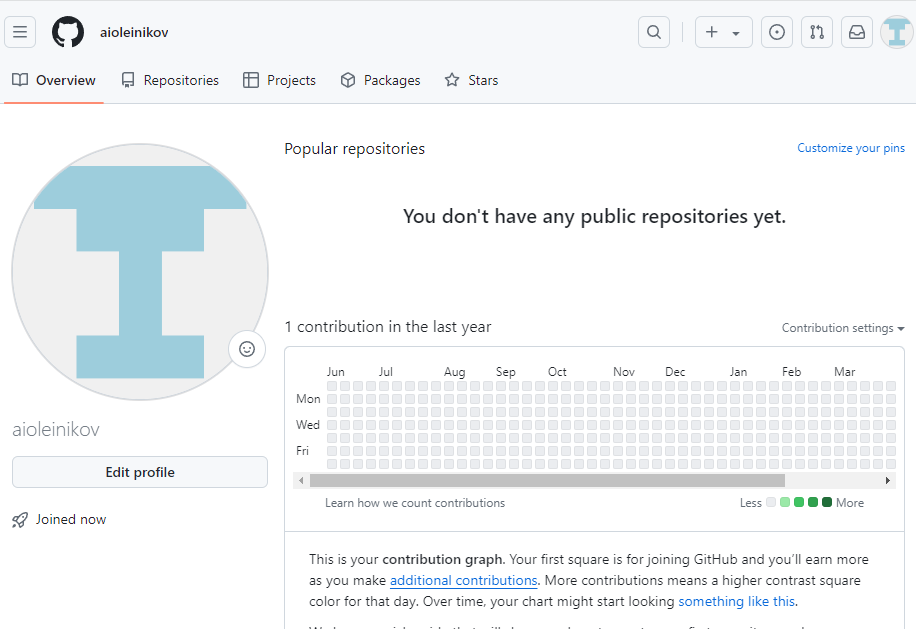 aioleinikov
Overview Repositories Projects Packages Stars
Popular repositories Customize your pins
You don't have any public repositories yet.
1 contribution in the last year Contribution settings
Jun Jul Aug Sep Oct Nov Dec Jan Feb Mar
Mon
Wed
Fri
Learn how we count contributions Less More
aioleinikov
Edit profile
Joined now
This is your contribution graph. Your first square is for joining GitHub and you’ll earn more
as you make additional contributions. More contributions means a higher contrast square
color for that day. Over time, your chart might start looking something like this.